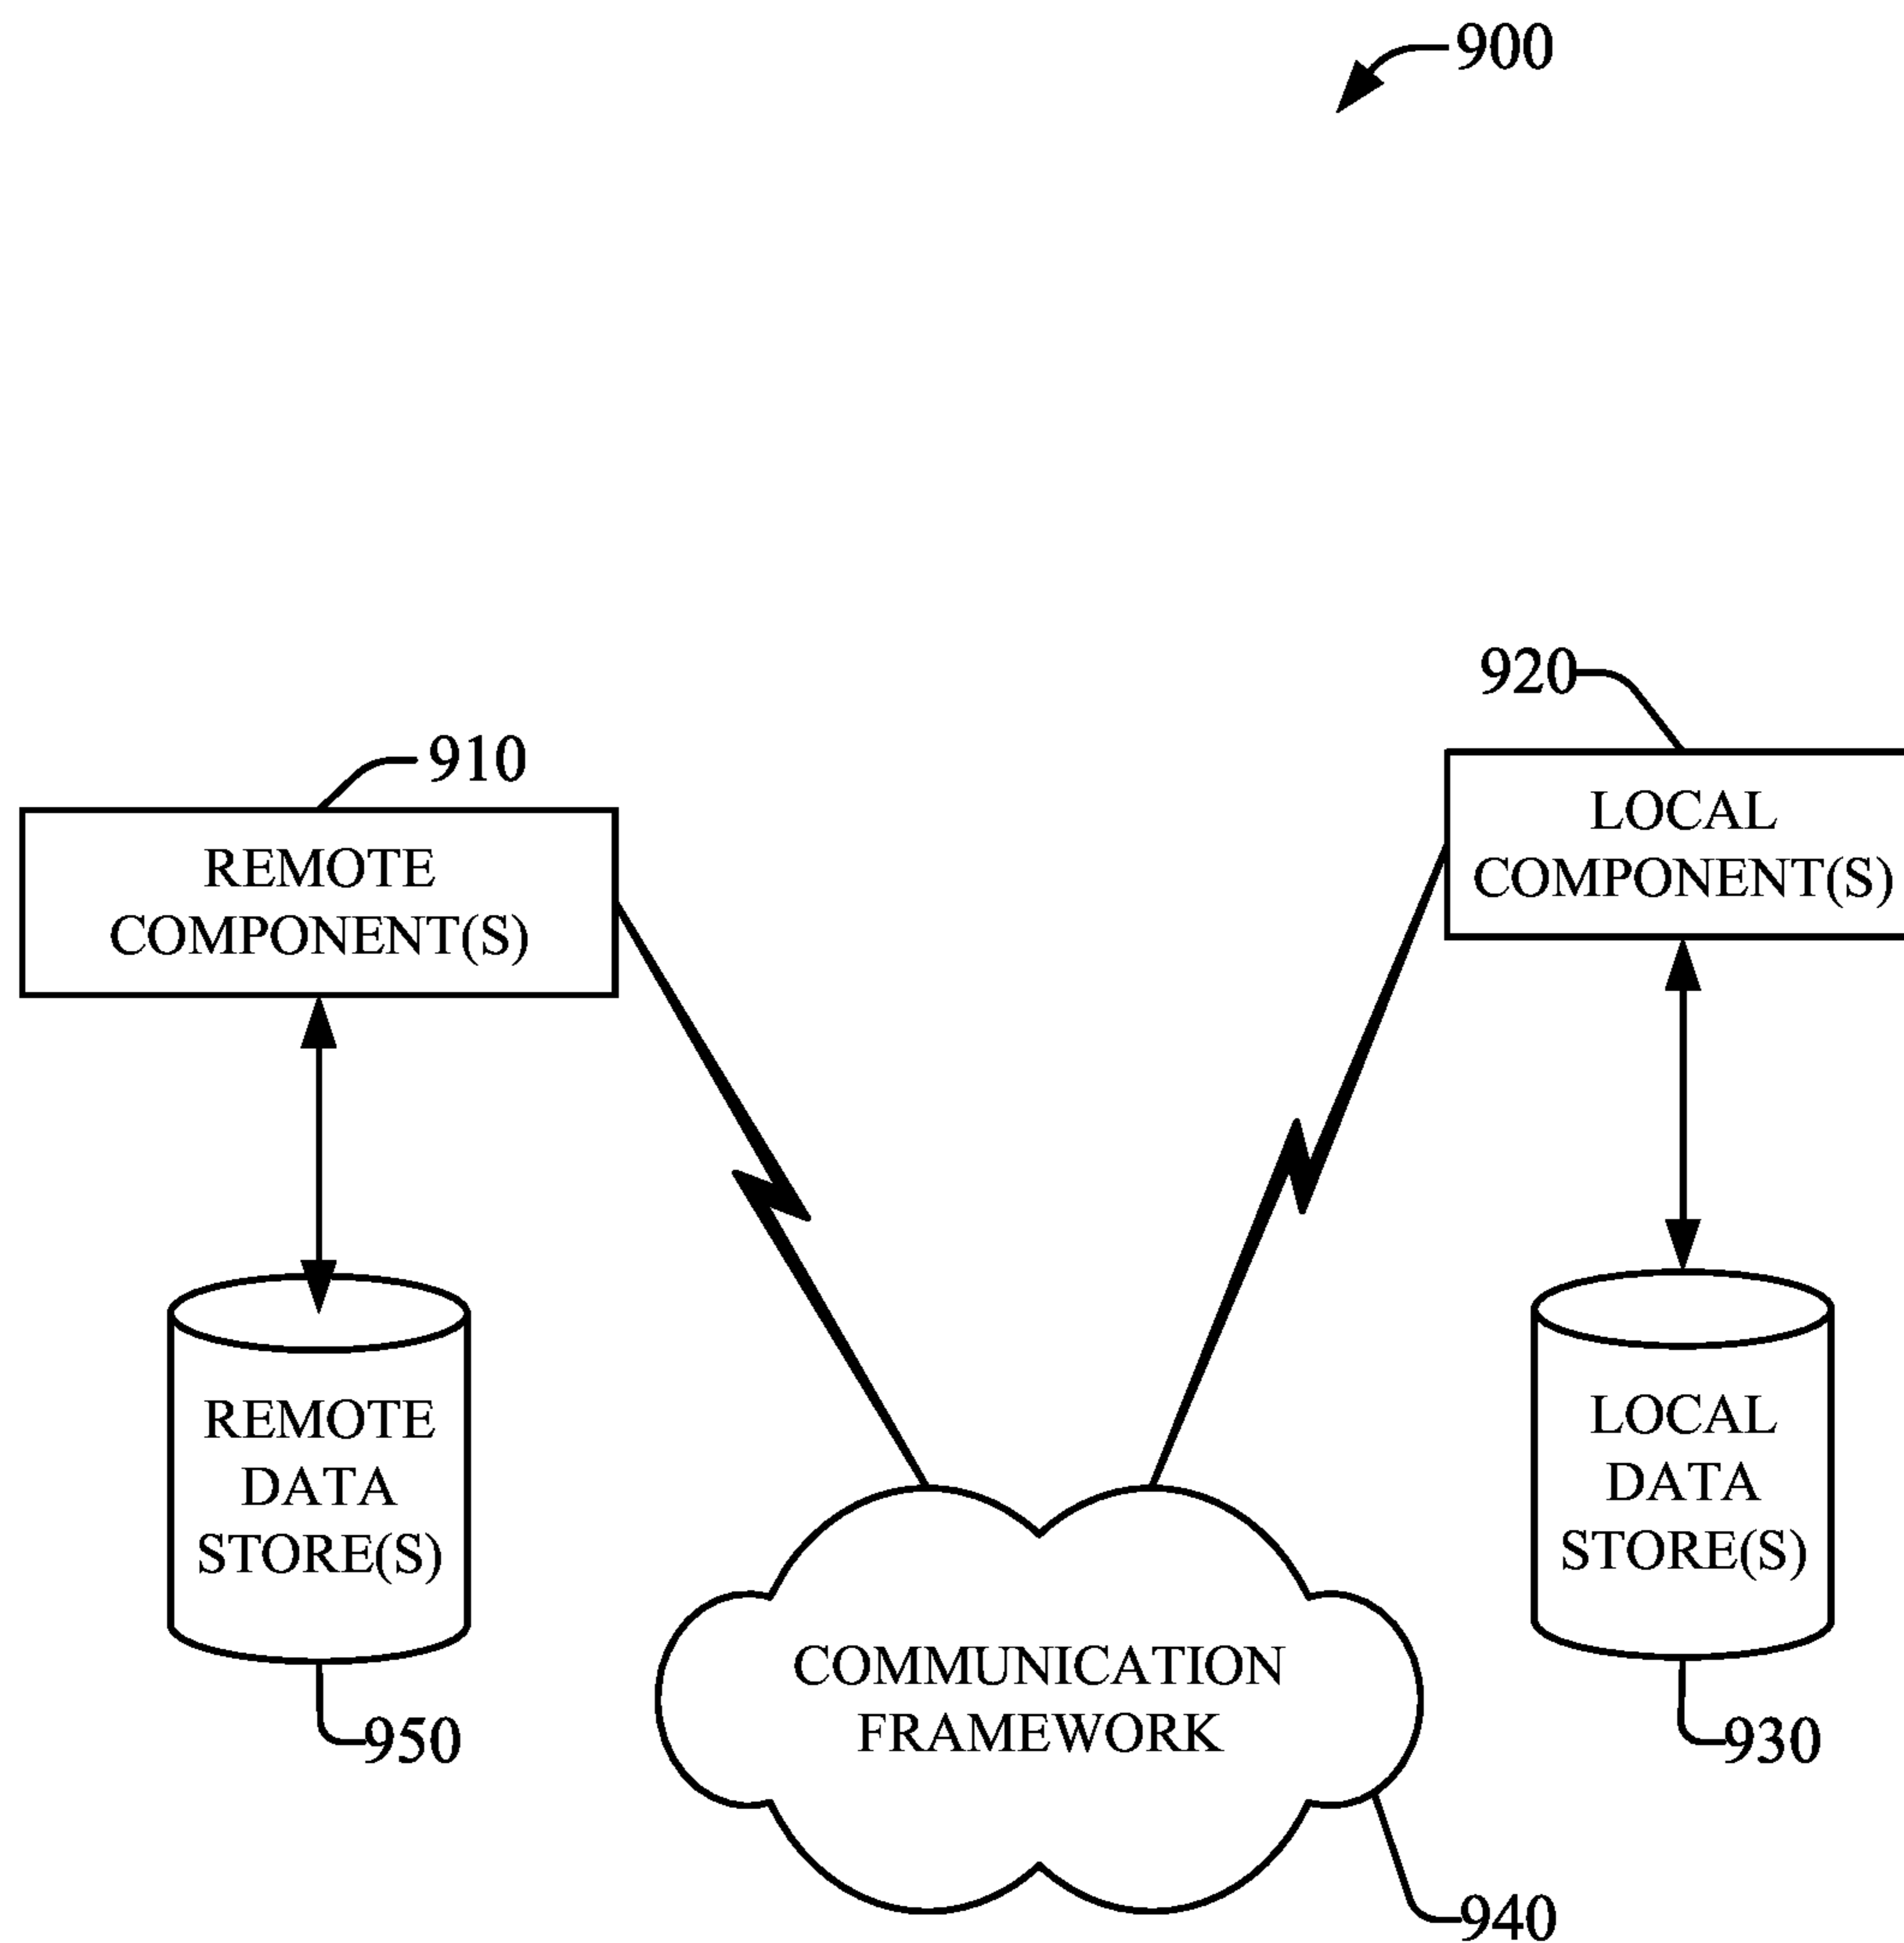 900
920
910
LOCAL
COMPONENT(S)
REMOTE
COMPONENT(S)
REMOTE
DATA
STORE(S)
LOCAL
DATA
STORE(S)
COMMUNICATION
FRAMEWORK
950
930
940